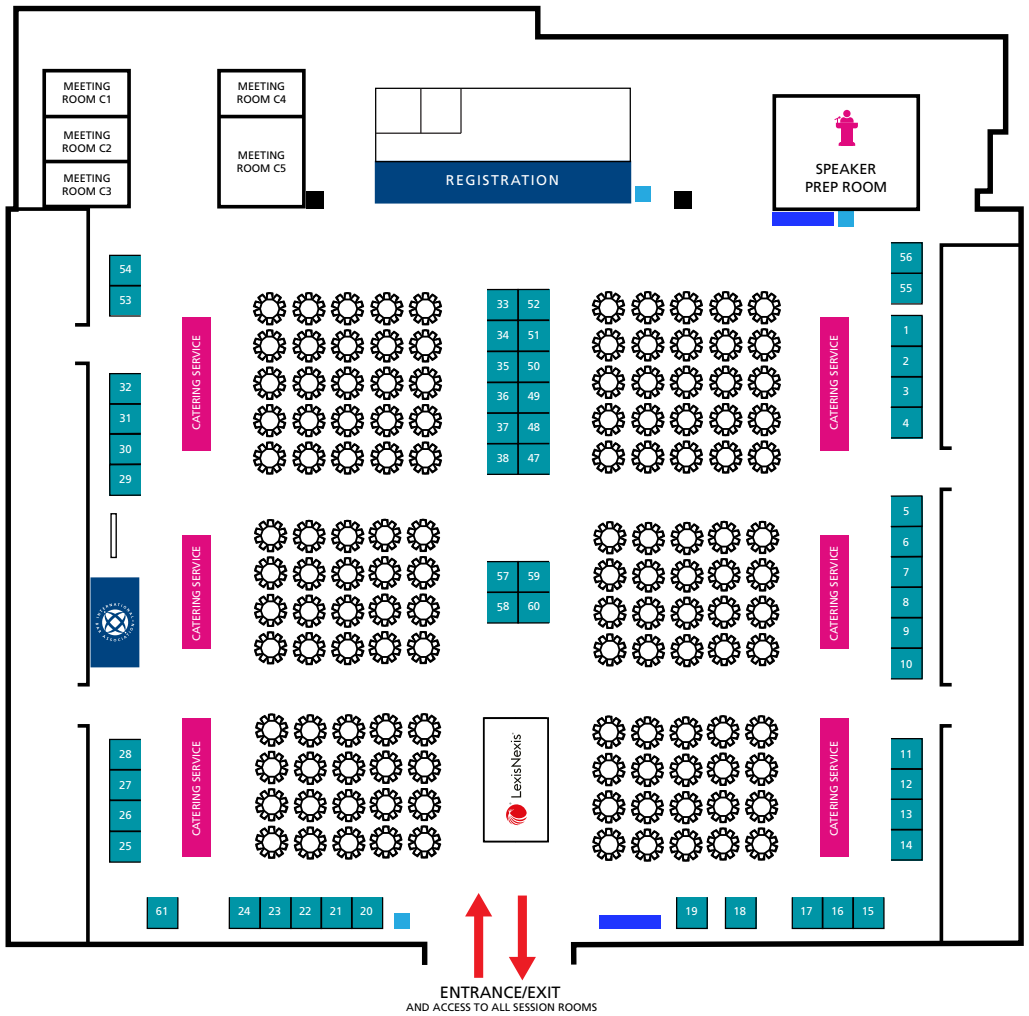 MEETING
ROOM C1
MEETING
ROOM C2
MEETING
ROOM C3
MEETING
ROOM C4
MEETING
ROOM C5
REGISTRATION
SPEAKER
PREP ROOM
54
53
CATERING SERVICE
32
31
30
29
33 52
34 51
35 50
36 49
37 48
38 47
CATERING SERVICE
56
55
1
2
3
4
INTERNATIONAL
BAR ASSOCIATION
CATERING SERVICE
57 59
58 60
CATERING SERVICE
5
6
7
8
9
10
28
27
26
25
CATERING SERVICE
LexisNexis
CATERING SERVICE
11
12
13
14
61
24 23 22 21 20
19
18
17 16 15
ENTRANCE/EXIT
AND ACCESS TO ALL SESSION ROOMS